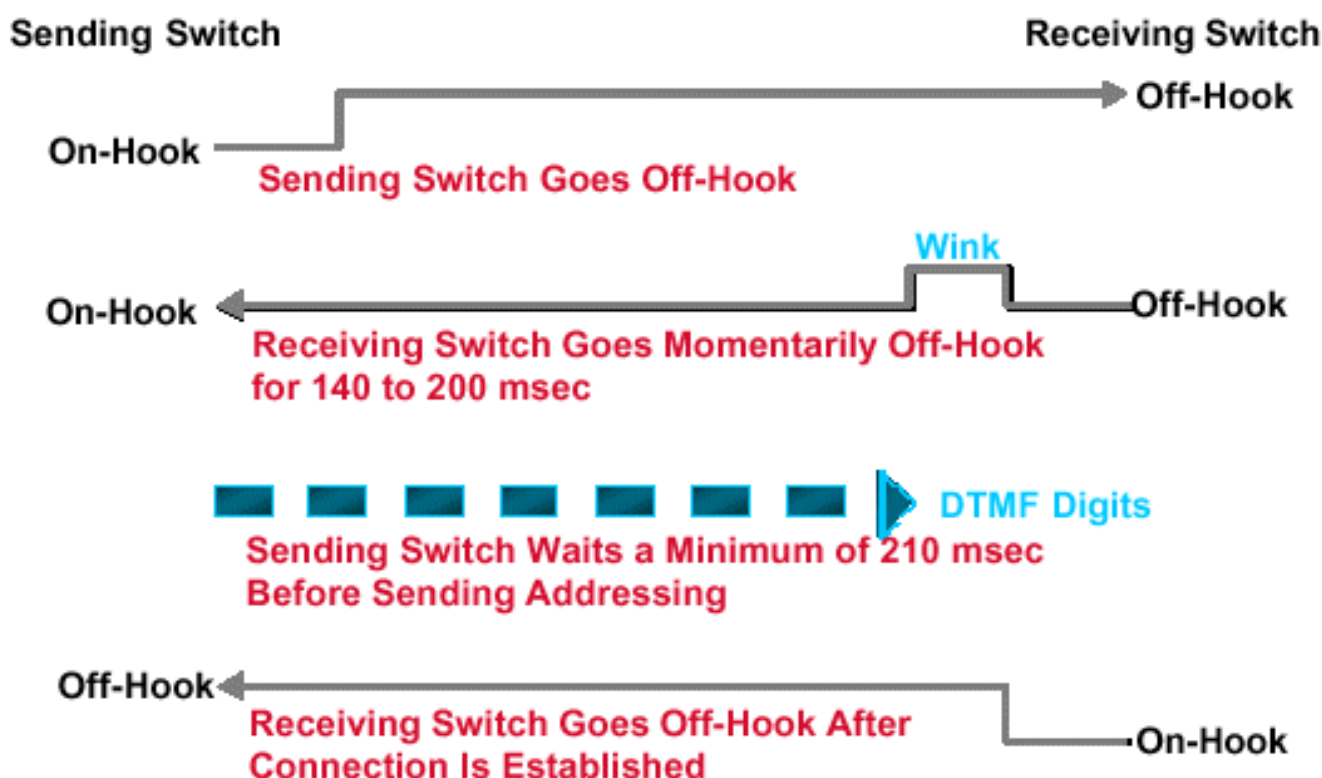 Sending Switch
Receiving Switch
Off-Hook
On-Hook
Sending Switch Goes Off-Hook
Wink
On-Hook
Off-Hook
Receiving Switch Goes Momentarily Off-Hook
for 140 to 200 msec
DTMF Digits
Sending Switch Waits a Minimum of 210 msec
Before Sending Addressing
Off-Hook
Receiving Switch Goes Off-Hook After
Connection Is Established
On-Hook